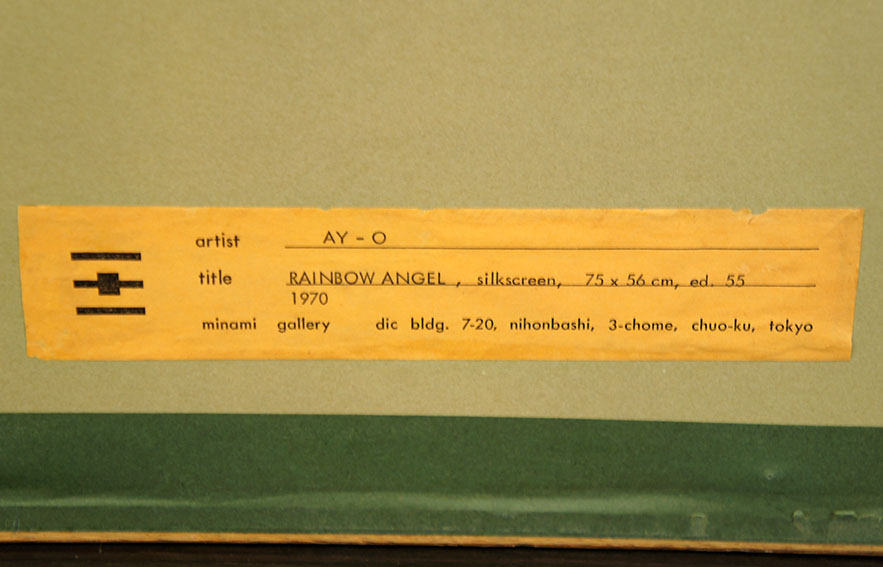 artist AY - O
title RAINBOW ANGEL , silkscreen, 75 x 56 cm, ed. 55
1970
minami gallery dic bldg. 7-20, nihonbashi, 3-chome, chuo-ku, tokyo